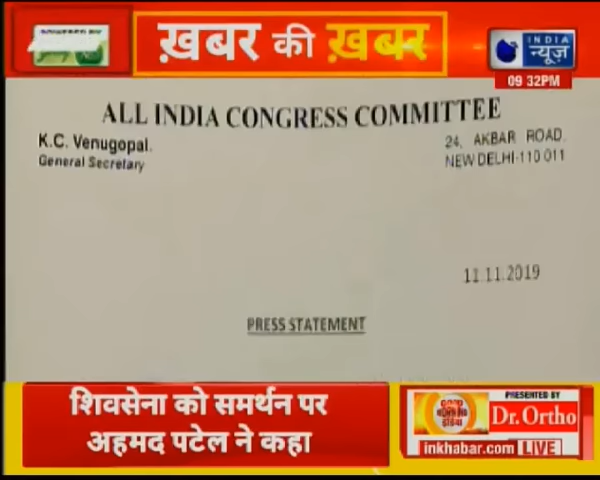 ख़बर की ख़बर
INDIA
न्यूज़
09:32PM
ALL INDIA CONGRESS COMMITTEE
K.C. Venugopal.
General Secretary
24, AKBAR ROAD.
NEW DELHI-110 011
11.11.2019
PRESS STATEMENT
शिवसेना को समर्थन पर
अहमद पटेल ने कहा
PRESENTED BY
Dr. Ortho
inkhabar.com LIVE